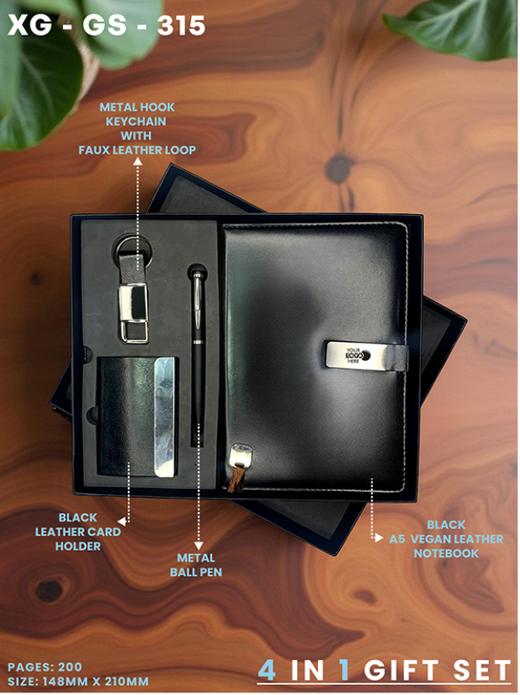 XG - GS - 315
METAL HOOK
KEYCHAIN
WITH
FAUX LEATHER LOOP
YOUR
LOGO
HERE
BLACK
LEATHER CARD
HOLDER
METAL
BALL PEN
BLACK
A5 VEGAN LEATHER
NOTEBOOK
PAGES: 200
SIZE: 148MM X 210MM
4 IN 1 GIFT SET